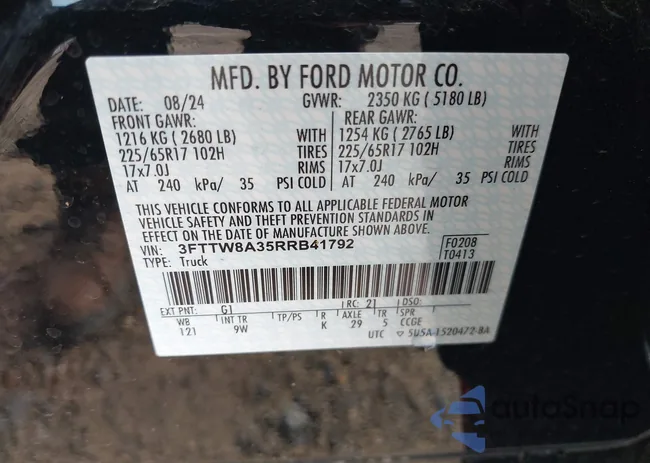 MFD. BY FORD MOTOR CO.
DATE: 08/24 GVWR: 2350 KG ( 5180 LB)
FRONT GAWR: REAR GAWR:
1216 KG ( 2680 LB) WITH 1254 KG ( 2765 LB) WITH
225/65R17 102H TIRES 225/65R17 102H TIRES
17x7.0J RIMS 17x7.0J RIMS
AT 240 kPa/ 35 PSI COLD AT 240 kPa/ 35 PSI COLD
THIS VEHICLE CONFORMS TO ALL APPLICABLE FEDERAL MOTOR
VEHICLE SAFETY AND THEFT PREVENTION STANDARDS IN
EFFECT ON THE DATE OF MANUFACTURE SHOWN ABOVE.
VIN: 3FTTW8A35RRB41792 F0208
TYPE: Truck T0413
EXT PNT: G1 RC: 21 DSO:
WB INT TR TP/PS R AXLE TR SPR
121 9W K 29 5 CCGE
UTC ▽ 5U5A-1520472-BA
autoSnap